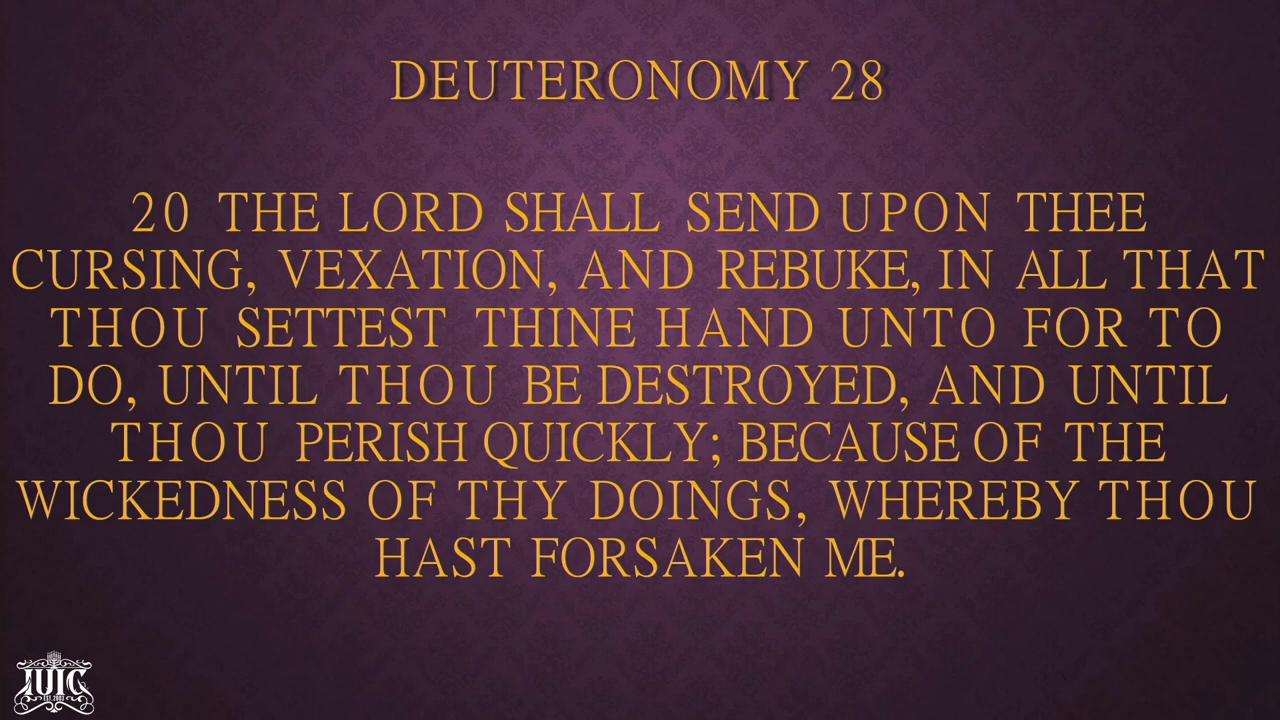 DEUTERONOMY 28
20 THE LORD SHALL SEND UPON THEE
CURSING, VEXATION, AND REBUKE, IN ALL THAT
THOU SETTEST THINE HAND UNTO FOR TO
DO, UNTIL THOU BE DESTROYED, AND UNTIL
THOU PERISH QUICKLY; BECAUSE OF THE
WICKEDNESS OF THY DOINGS, WHEREBY THOU
HAST FORSAKEN ME.
IUIC
EST. 2003